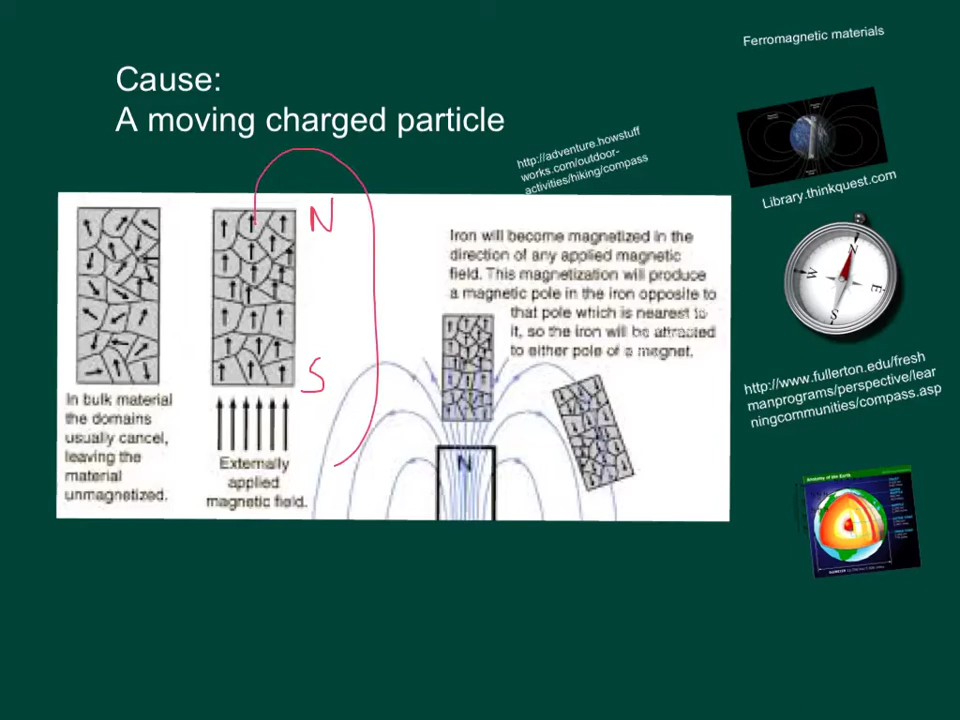 Ferromagnetic materials
Cause:
A moving charged particle
http://adventure.howstuff
works.com/outdoor-
activities/hiking/compass
Library.thinkquest.com
N
S
In bulk material
the domains
usually cancel,
leaving the
material
unmagnetized.
Externally
applied
magnetic field.
Iron will become magnetized in the
direction of any applied magnetic
field. This magnetization will produce
a magnetic pole in the iron opposite to
that pole which is nearest to
it, so the iron will be attracted
to either pole of a magnet.
N
N
W
E
S
http://www.fullerton.edu/fresh
manprograms/perspective/lear
ningcommunities/compass.asp
Anatomy of the Earth